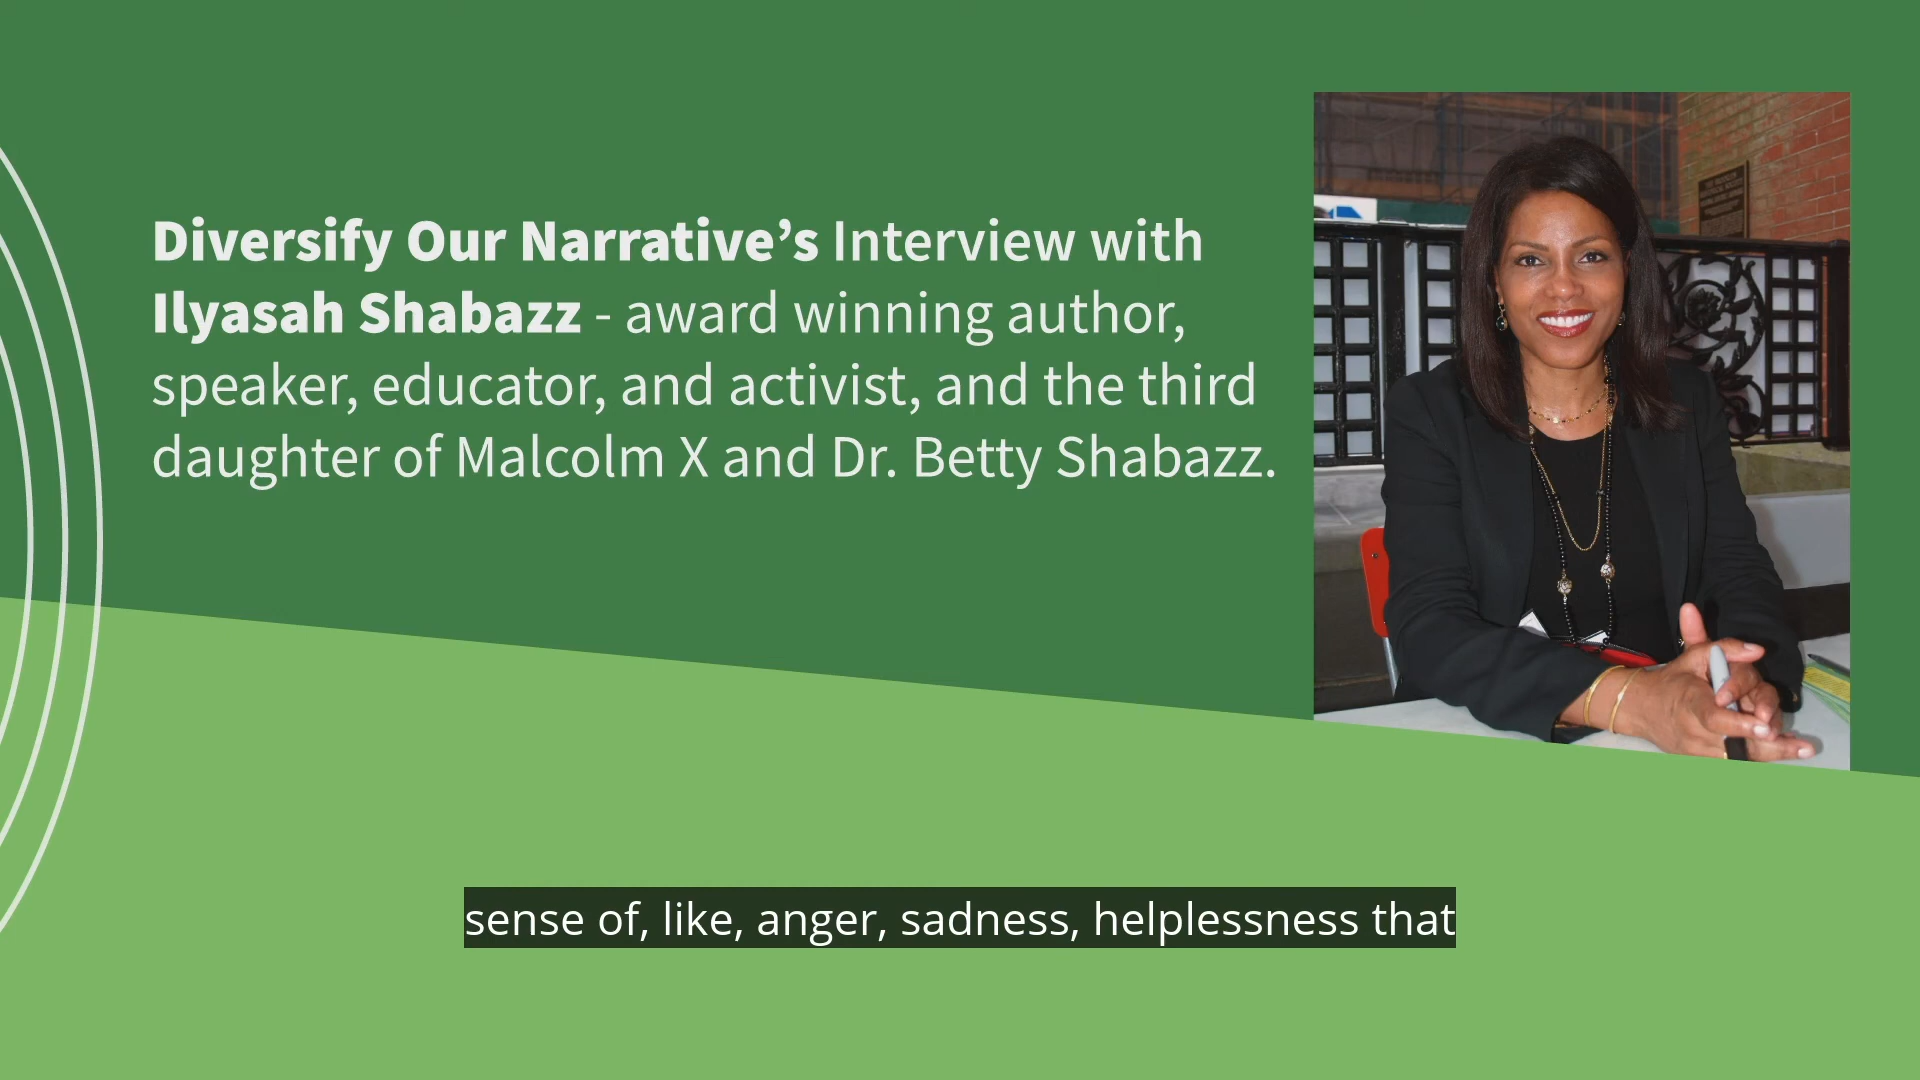 Diversify Our Narrative’s Interview with
Ilyasah Shabazz - award winning author,
speaker, educator, and activist, and the third
daughter of Malcolm X and Dr. Betty Shabazz.
sense of, like, anger, sadness, helplessness that